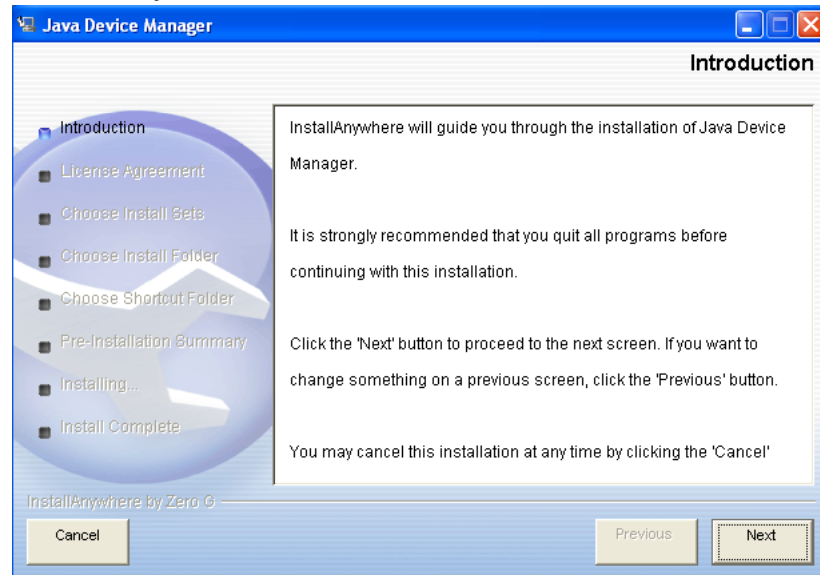 Java Device Manager
Introduction
Introduction
License Agreement
Choose Install Sets
Choose Install Folder
Choose Shortcut Folder
Pre-Installation Summary
Installing...
Install Complete
InstallAnywhere will guide you through the installation of Java Device
Manager.
It is strongly recommended that you quit all programs before
continuing with this installation.
Click the 'Next' button to proceed to the next screen. If you want to
change something on a previous screen, click the 'Previous' button.
You may cancel this installation at any time by clicking the 'Cancel'
InstallAnywhere by Zero G
Cancel
Previous
Next